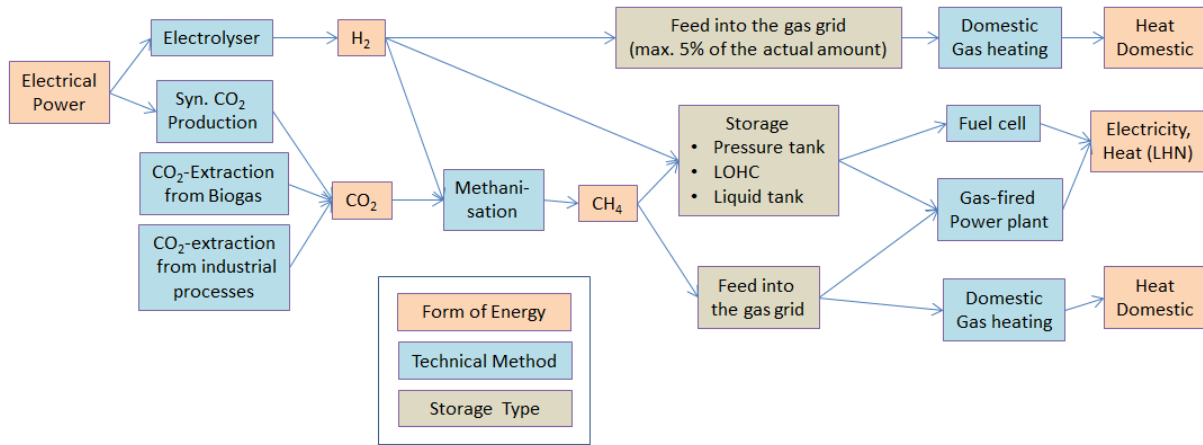 Electrolyser
H₂
Feed into the gas grid
(max. 5% of the actual amount)
Domestic
Gas heating
Heat
Domestic
Electrical
Power
Syn. CO₂
Production
Storage
• Pressure tank
• LOHC
• Liquid tank
Fuel cell
Electricity,
Heat (LHN)
CO₂-Extraction
from Biogas
CO₂
Methani-
sation
CH₄
Gas-fired
Power plant
CO₂-extraction
from industrial
processes
Feed into
the gas grid
Domestic
Gas heating
Heat
Domestic
Form of Energy
Technical Method
Storage Type